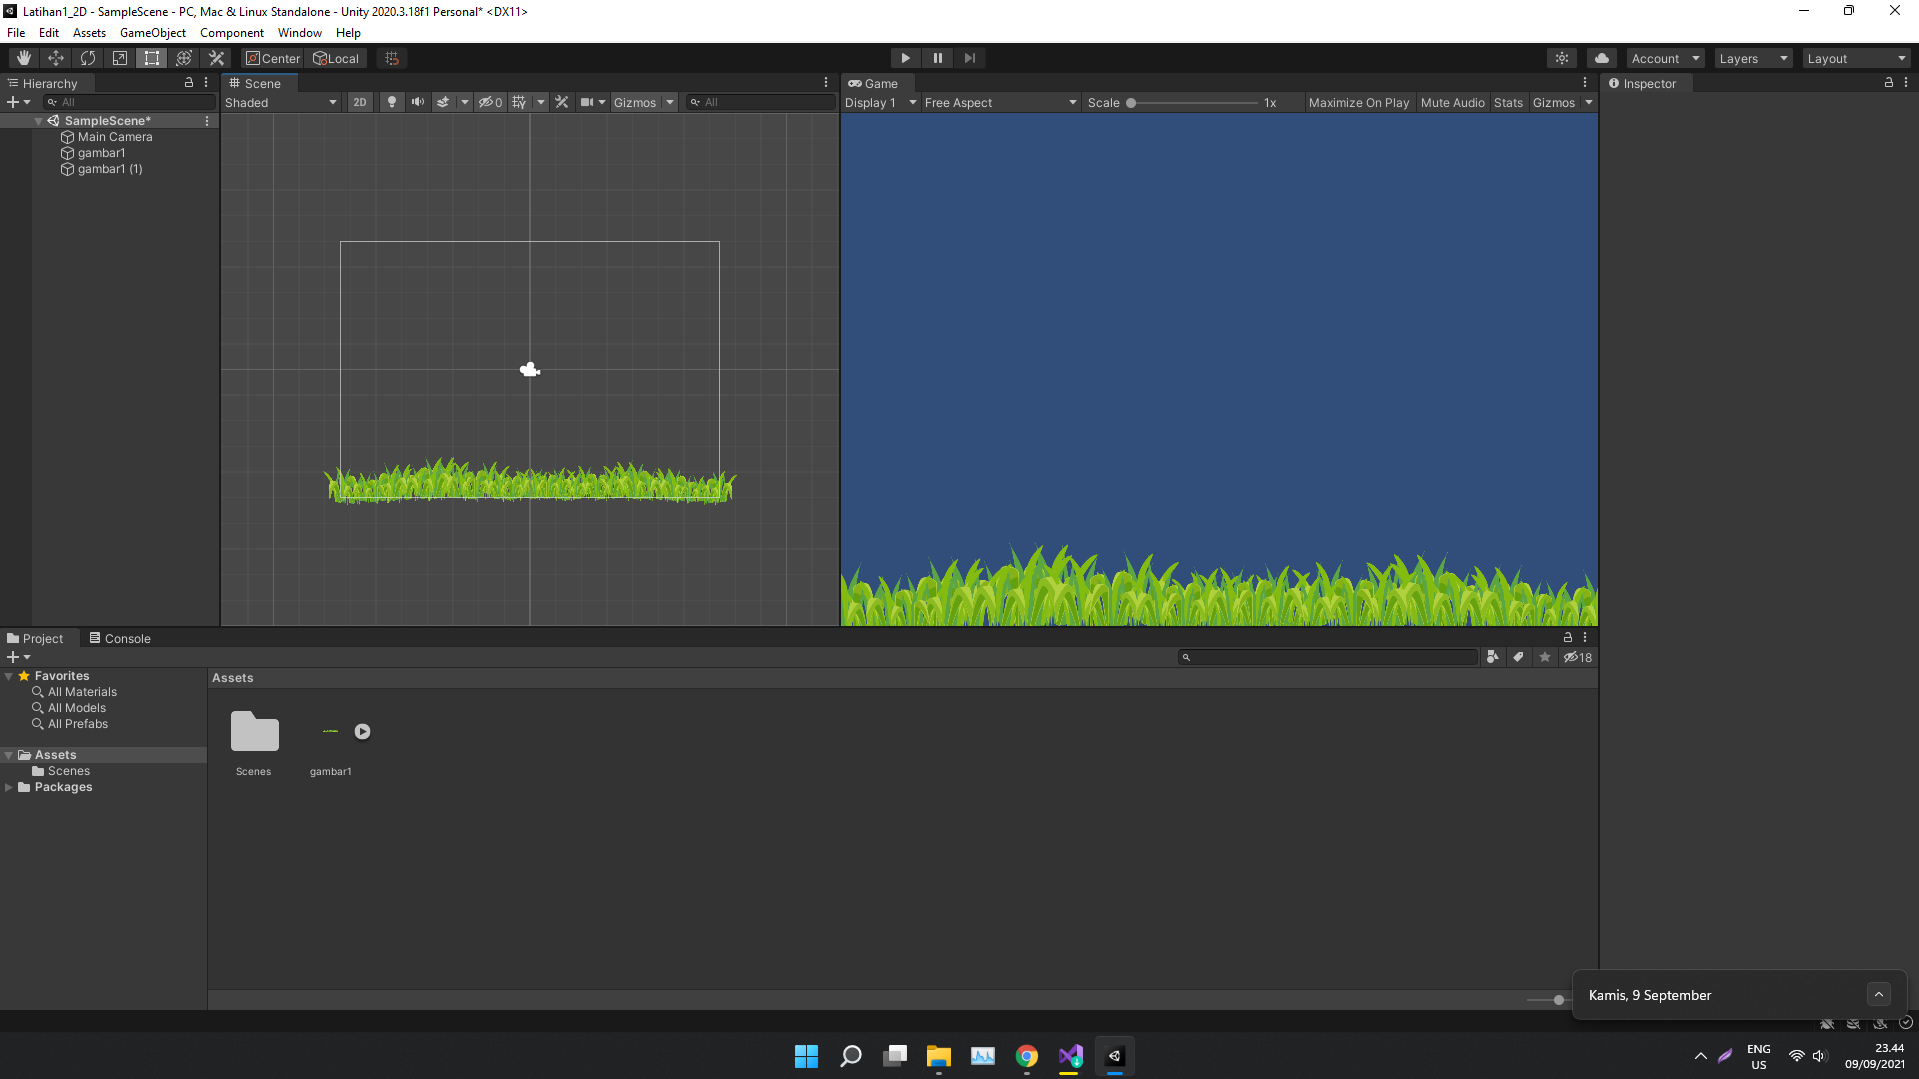 Latihan1_2D - SampleScene - PC, Mac & Linux Standalone - Unity 2020.3.18f1 Personal* <DX11>
File Edit Assets GameObject Component Window Help
Center Local Account Layers Layout
Hierarchy Scene Game Inspector
All Shaded 2D 0 Gizmos All Display 1 Free Aspect Scale 1x Maximize On Play Mute Audio Stats Gizmos
SampleScene*
Main Camera
gambar1
gambar1 (1)
Project Console
18
Favorites
All Materials
All Models
All Prefabs
Assets
Scenes
Packages
Assets
Scenes gambar1
Kamis, 9 September
ENG
US
23.44
09/09/2021